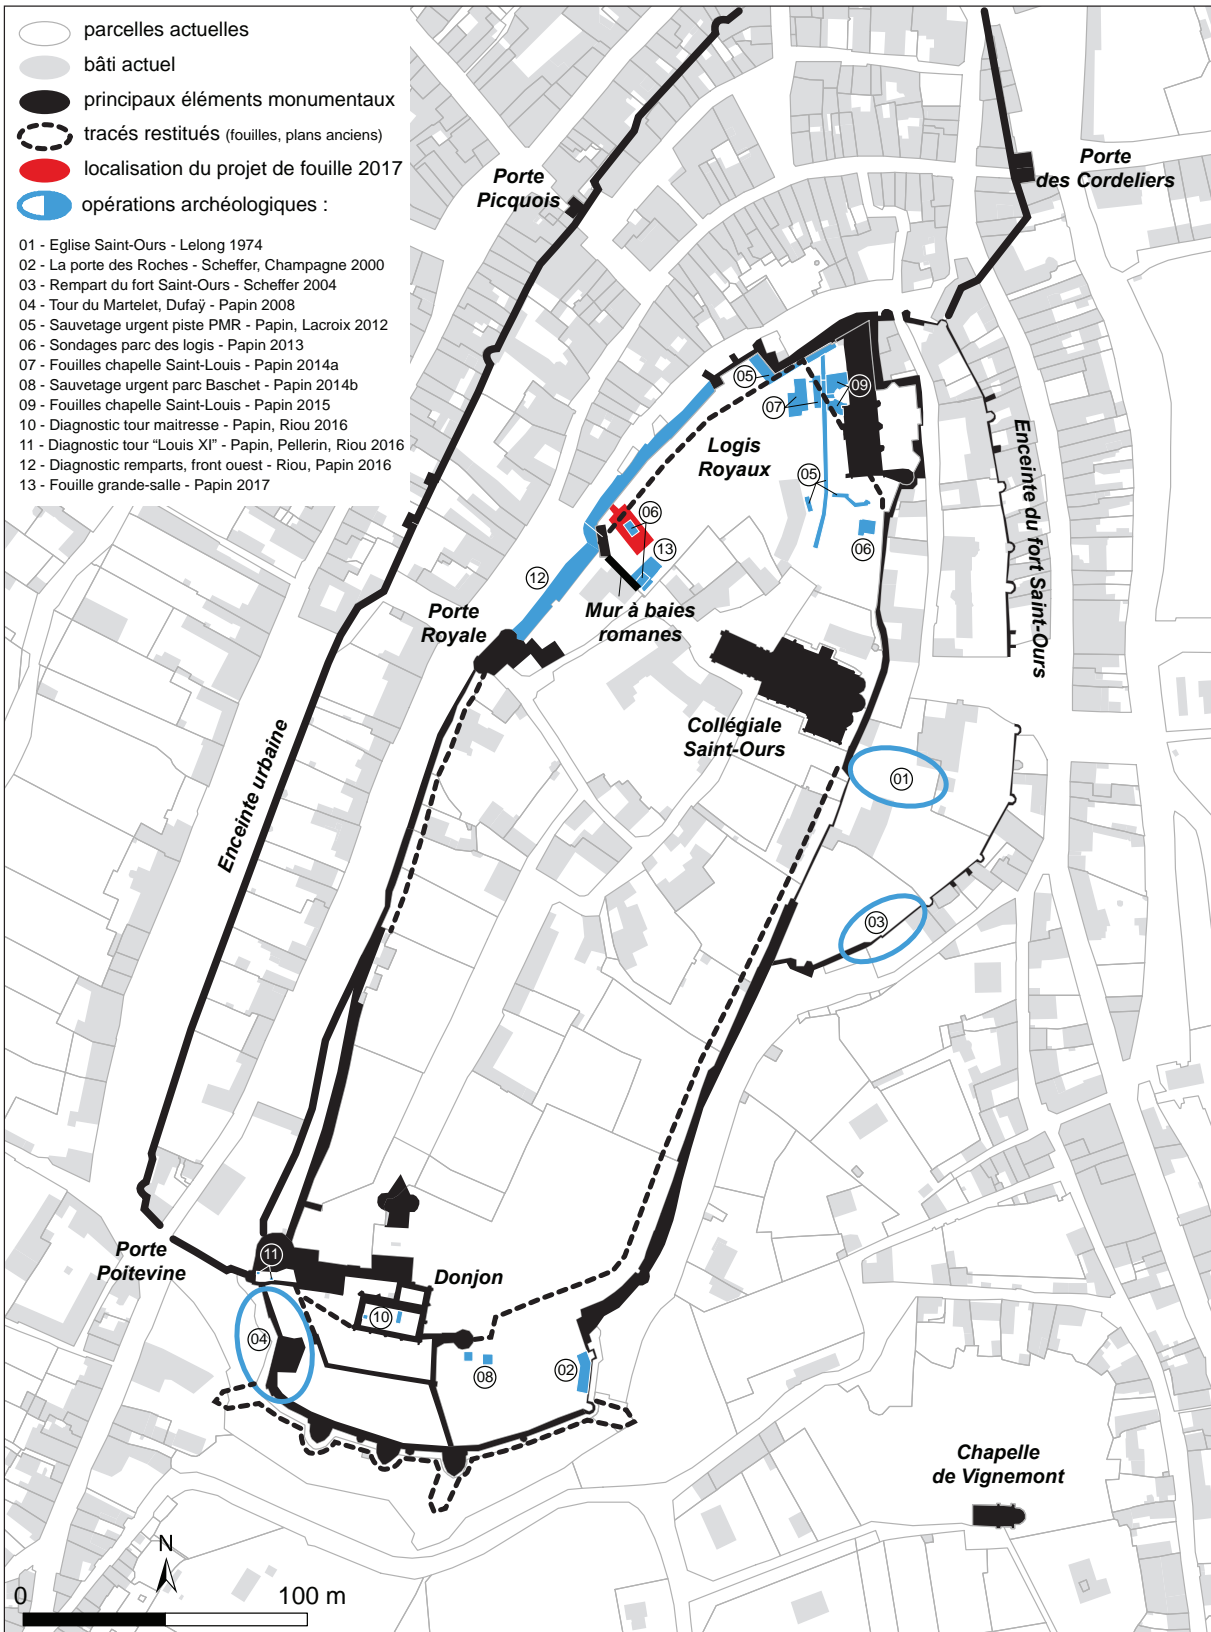 parcelles actuelles
bâti actuel
principaux éléments monumentaux
tracés restitués (fouilles, plans anciens)
localisation du projet de fouille 2017
opérations archéologiques :
01 - Eglise Saint-Ours - Lelong 1974
02 - La porte des Roches - Scheffer, Champagne 2000
03 - Rempart du fort Saint-Ours - Scheffer 2004
04 - Tour du Martelet, Dufaÿ - Papin 2008
05 - Sauvetage urgent piste PMR - Papin, Lacroix 2012
06 - Sondages parc des logis - Papin 2013
07 - Fouilles chapelle Saint-Louis - Papin 2014a
08 - Sauvetage urgent parc Baschet - Papin 2014b
09 - Fouilles chapelle Saint-Louis - Papin 2015
10 - Diagnostic tour maitresse - Papin, Riou 2016
11 - Diagnostic tour “Louis XI” - Papin, Pellerin, Riou 2016
12 - Diagnostic remparts, front ouest - Riou, Papin 2016
13 - Fouille grande-salle - Papin 2017
Porte
Picquois
Porte
des Cordeliers
05
07
09
Logis
Royaux
05
06
06
13
12
Enceinte du fort Saint-Ours
Mur à baies
romanes
Porte
Royale
Collégiale
Saint-Ours
01
Enceinte urbaine
03
Porte
Poitevine
11
Donjon
10
04
08
02
Chapelle
de Vignemont
N
0
100 m